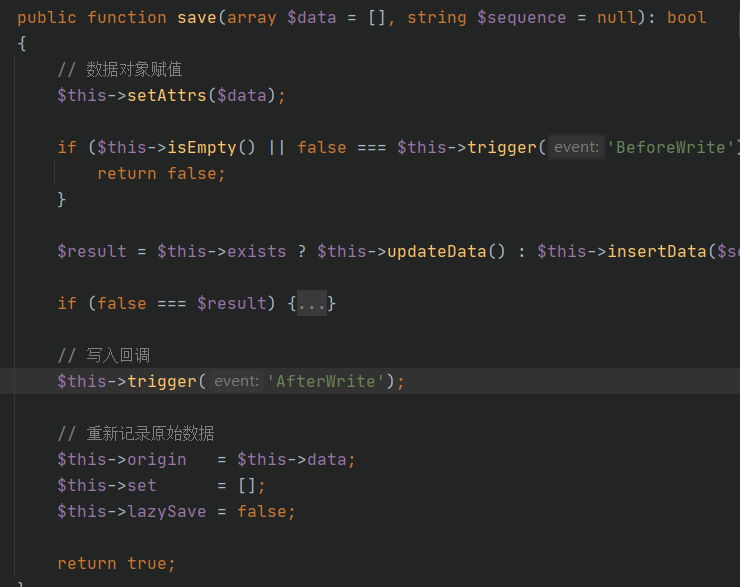 public function save(array $data = [], string $sequence = null): bool
{
// 数据对象赋值
$this->setAttrs($data);
if ($this->isEmpty() || false === $this->trigger( event: 'BeforeWrite')
return false;
}
$result = $this->exists ? $this->updateData() : $this->insertData($se
if (false === $result) {...}
// 写入回调
$this->trigger( event: 'AfterWrite');
// 重新记录原始数据
$this->origin = $this->data;
$this->set = [];
$this->lazySave = false;
return true;
}